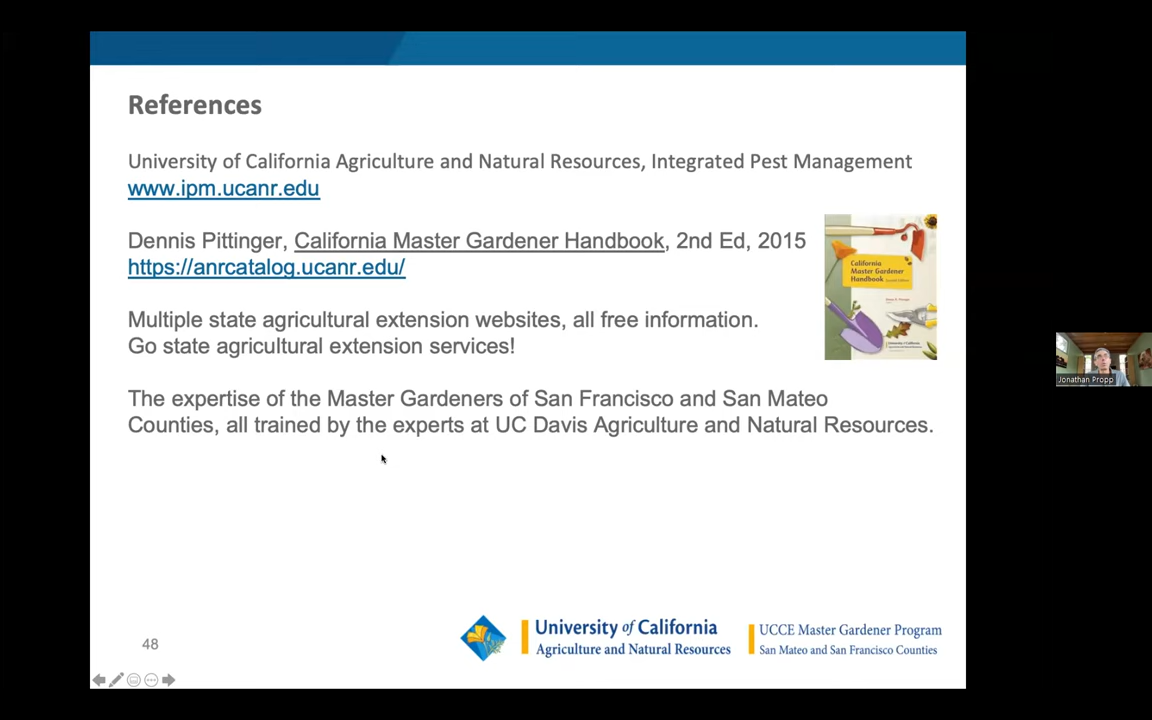 References
University of California Agriculture and Natural Resources, Integrated Pest Management
www.ipm.ucanr.edu
Dennis Pittinger, California Master Gardener Handbook, 2nd Ed, 2015
https://anrcatalog.ucanr.edu/
California
Master Gardener
Handbook
Multiple state agricultural extension websites, all free information.
Go state agricultural extension services!
The expertise of the Master Gardeners of San Francisco and San Mateo
Counties, all trained by the experts at UC Davis Agriculture and Natural Resources.
Jonathan Propp
48
University of California
Agriculture and Natural Resources
UCCE Master Gardener Program
San Mateo and San Francisco Counties